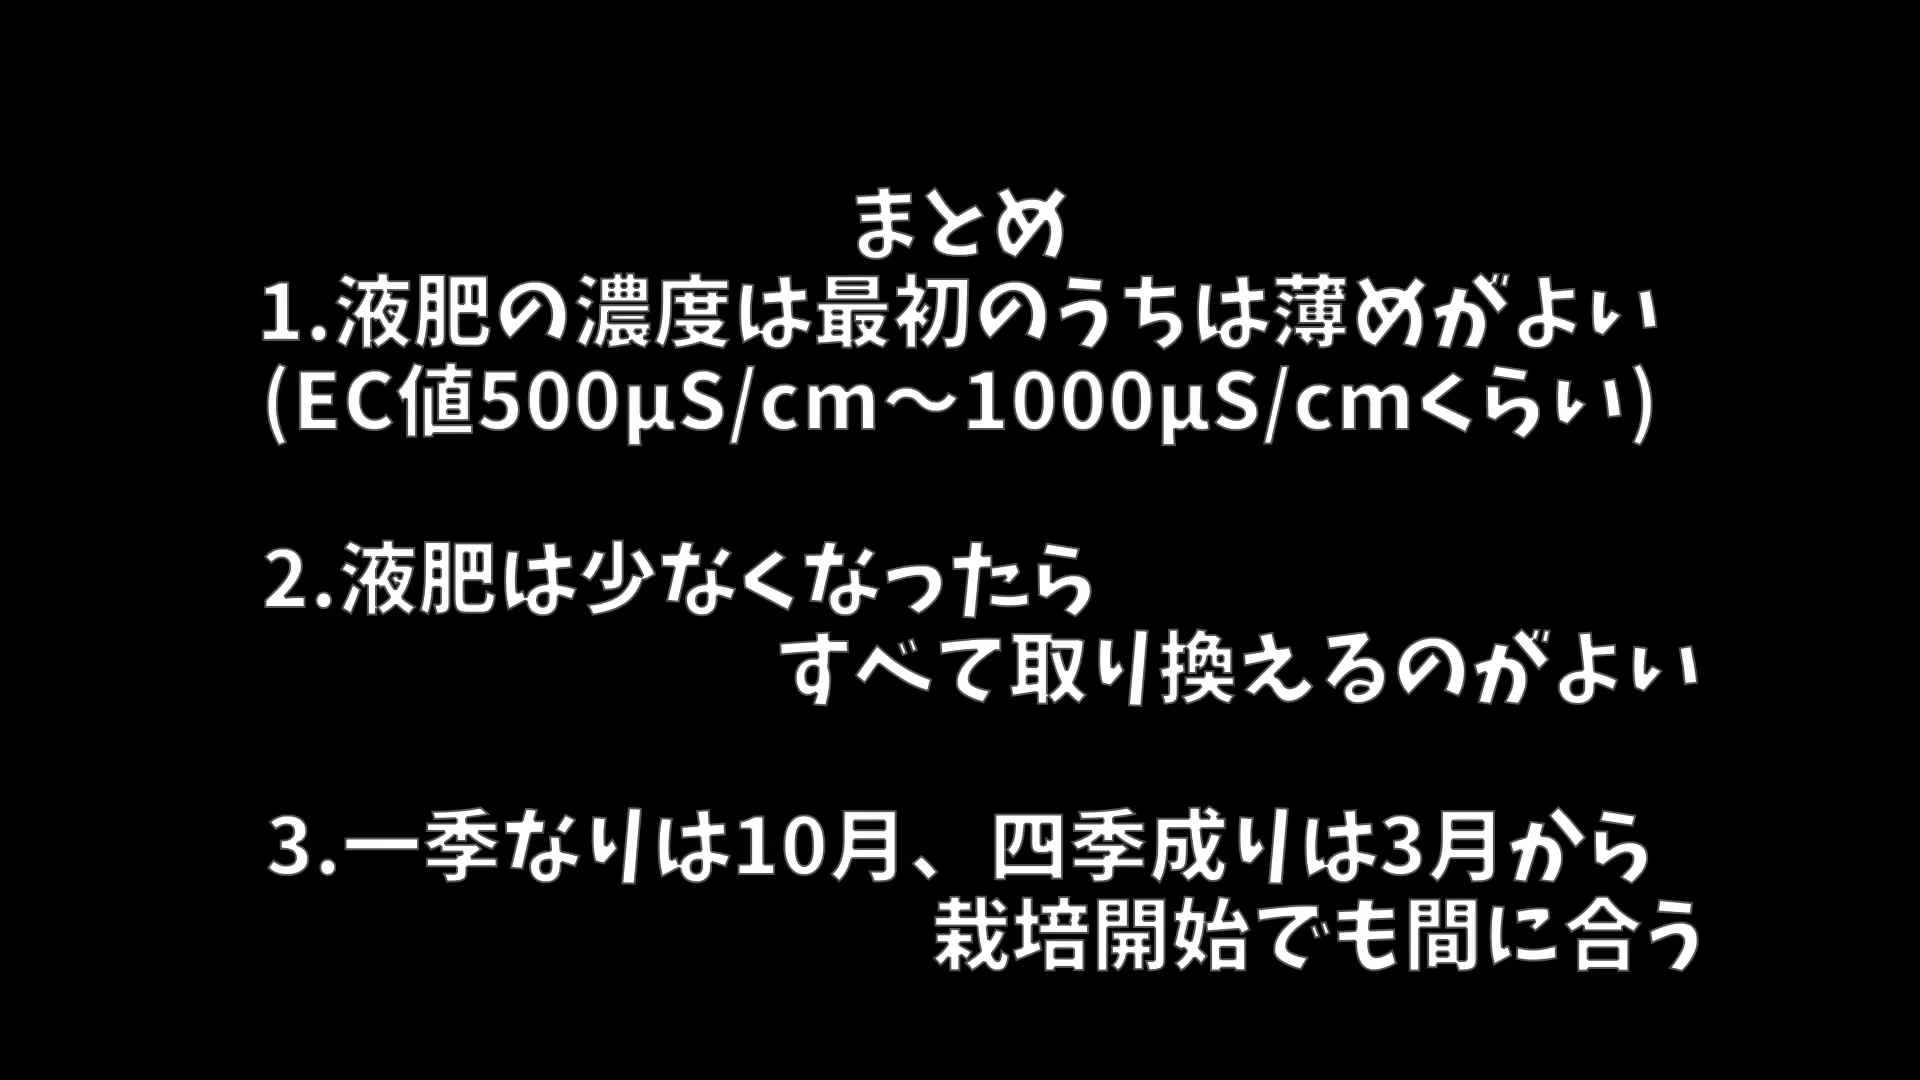 まとめ
1.液肥の濃度は最初のうちは薄めがよい
(EC値500μS/cm～1000μS/cmくらい)
2.液肥は少なくなったら
すべて取り換えるのがよい
3.一季なりは10月、四季成りは3月から
栽培開始でも間に合う